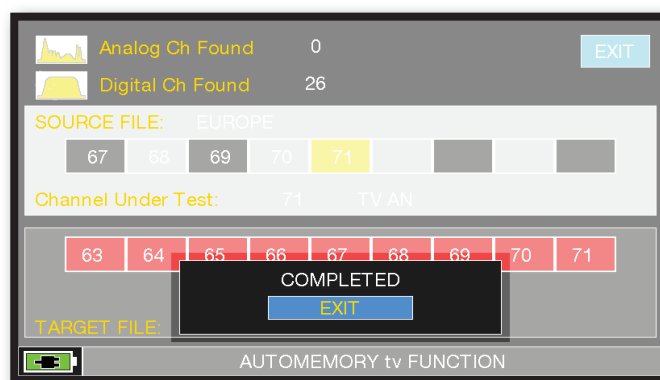 Analog Ch Found 0
EXIT
Digital Ch Found 26
SOURCE FILE: EUROPE
67 68 69 70 71
Channel Under Test: 71 TV AN
63 64 65 66 67 68 69 70 71
COMPLETED
EXIT
TARGET FILE:
AUTOMEMORY tv FUNCTION